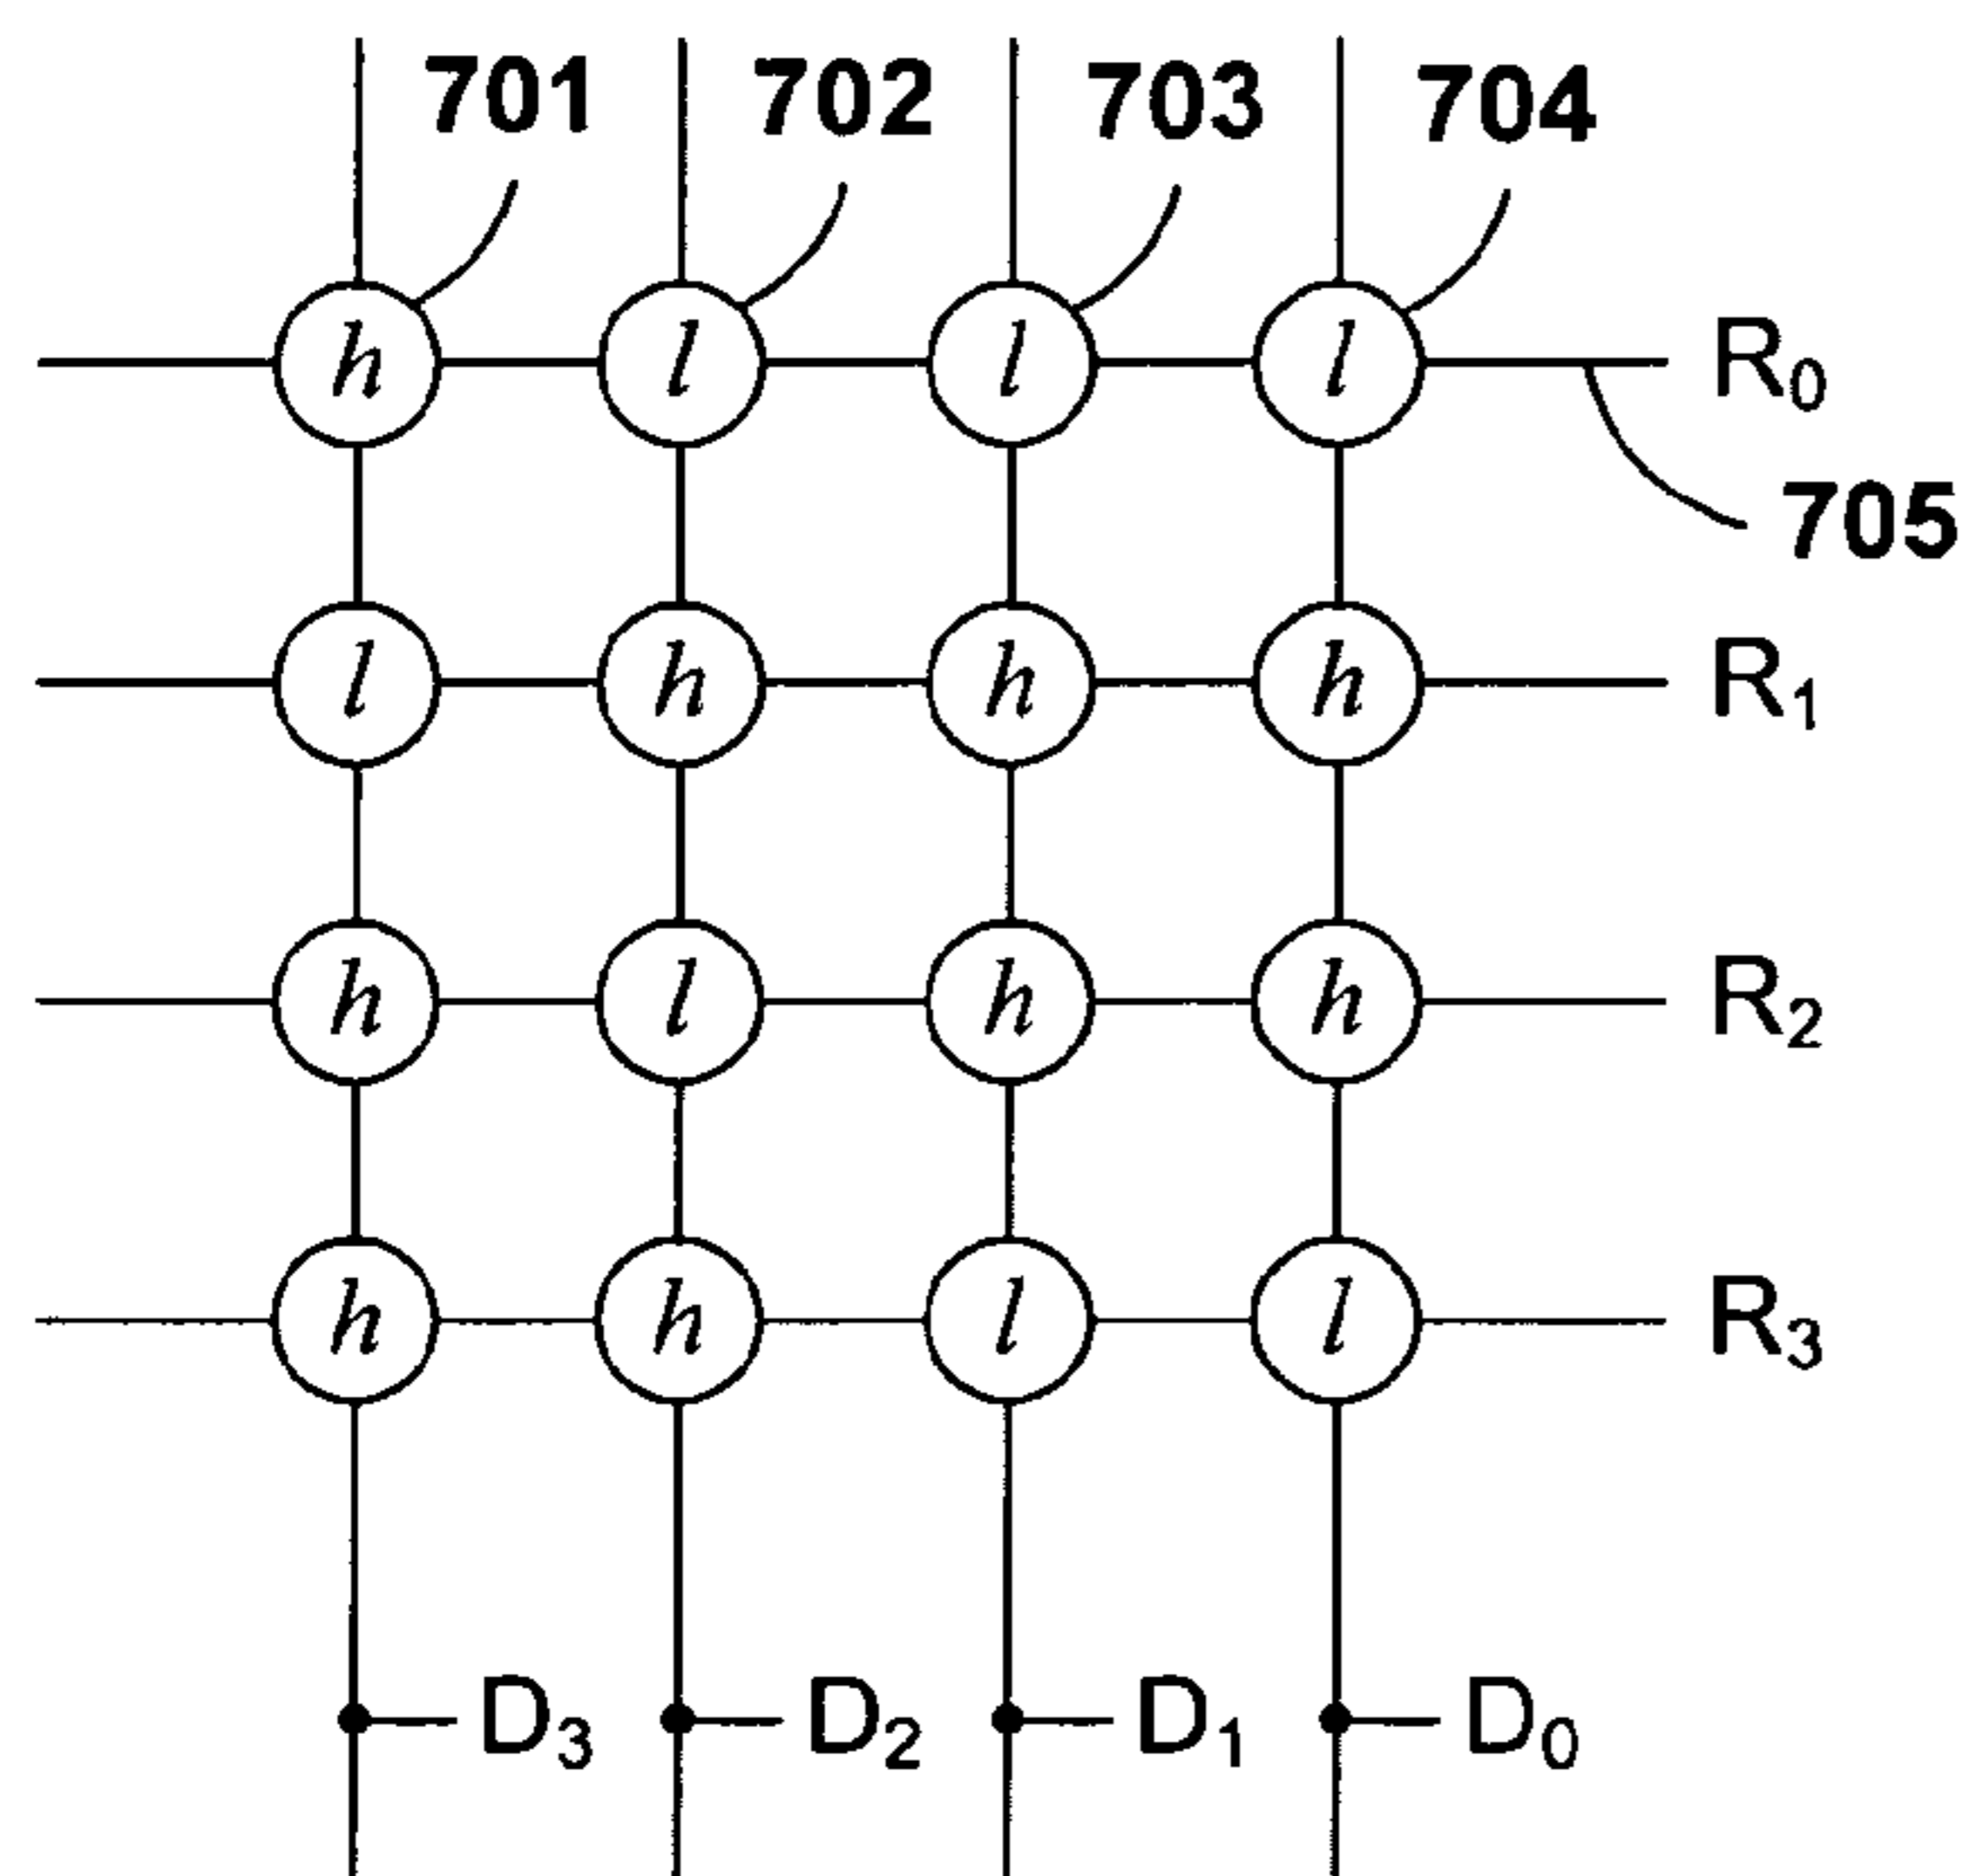 701 702 703 704
h l l l R₀
705
l h h h R₁
h l h h R₂
h h l l R₃
D₃ D₂ D₁ D₀